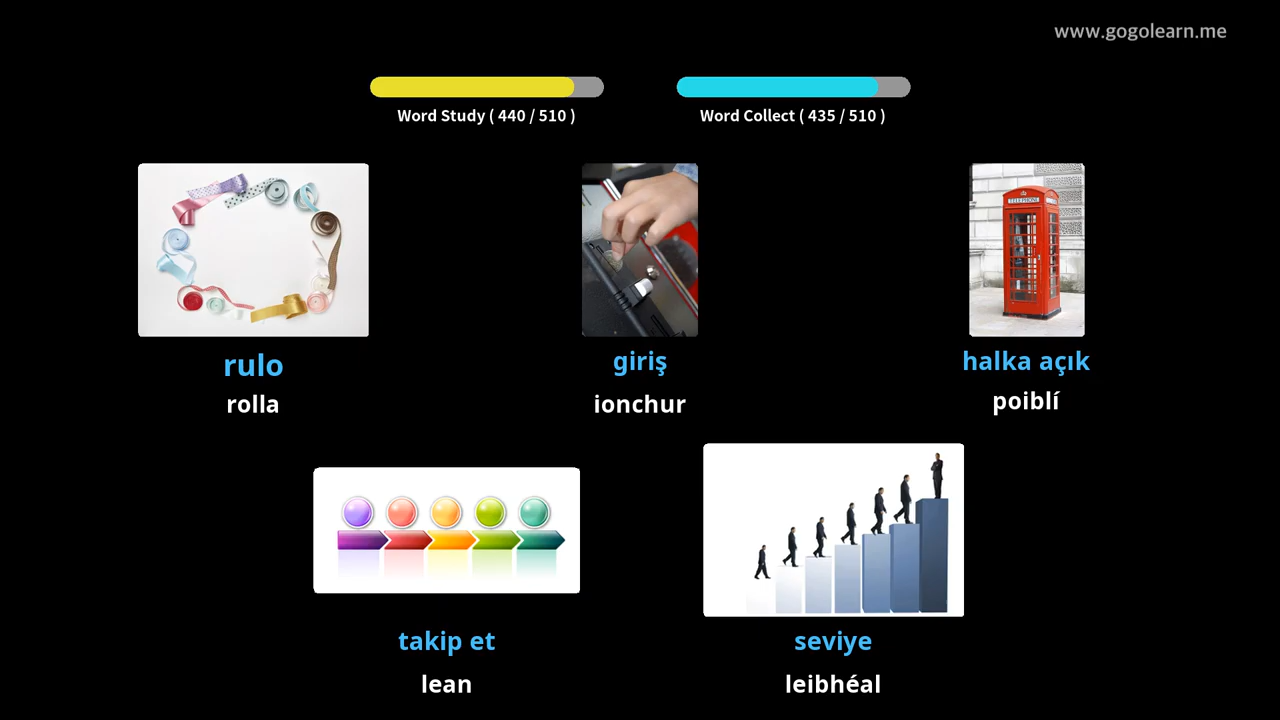 www.gogolearn.me
Word Study ( 440 / 510 )
Word Collect ( 435 / 510 )
TELEPHONE
rulo
rolla
giriş
ionchur
halka açık
poiblí
takip et
lean
seviye
leibhéal